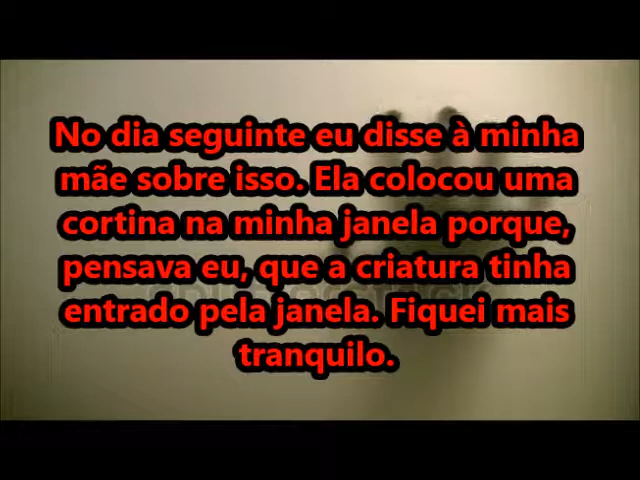 No dia seguinte eu disse à minha
mãe sobre isso. Ela colocou uma
cortina na minha janela porque,
pensava eu, que a criatura tinha
entrado pela janela. Fiquei mais
tranquilo.